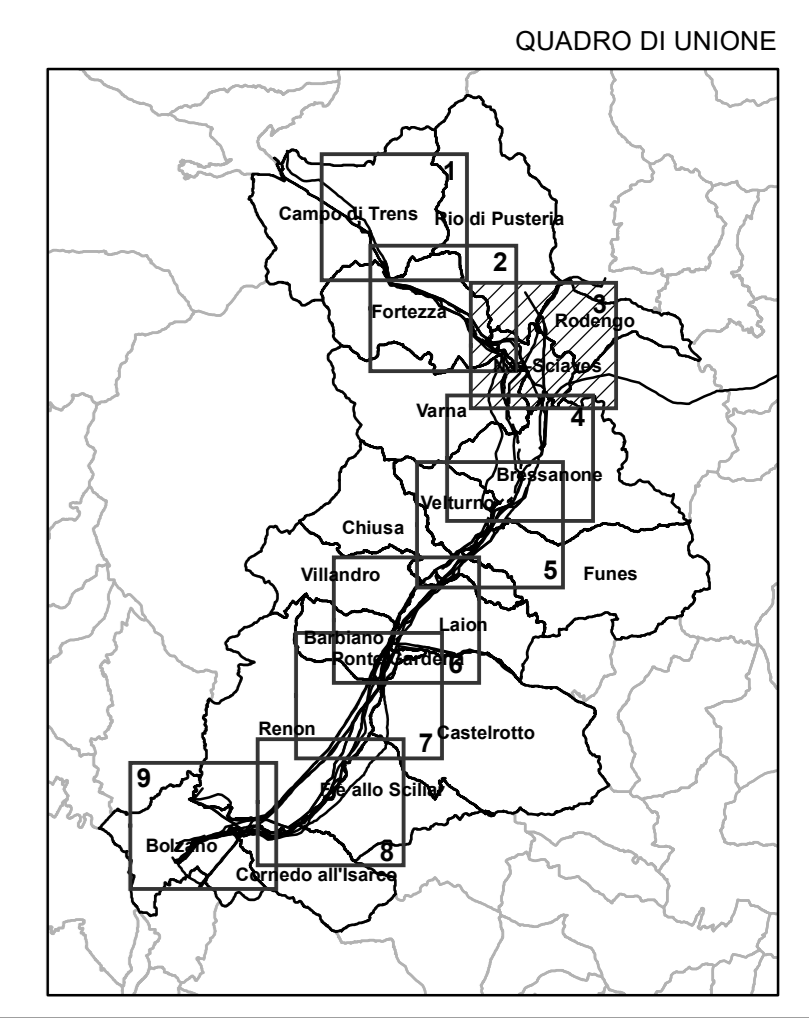 QUADRO DI UNIONE
1
Campo di Trens
Rio di Pusteria
2
3
Fortezza
Rodengo
Naz-Sciaves
Varna
4
Bressanone
Velturno
Chiusa
5
Villandro
Funes
Laion
Barbiano
Ponte Gardena
6
Renon
7
Castelrotto
9
Fie allo Sciliar
Bolzano
8
Cornedo all'Isarco